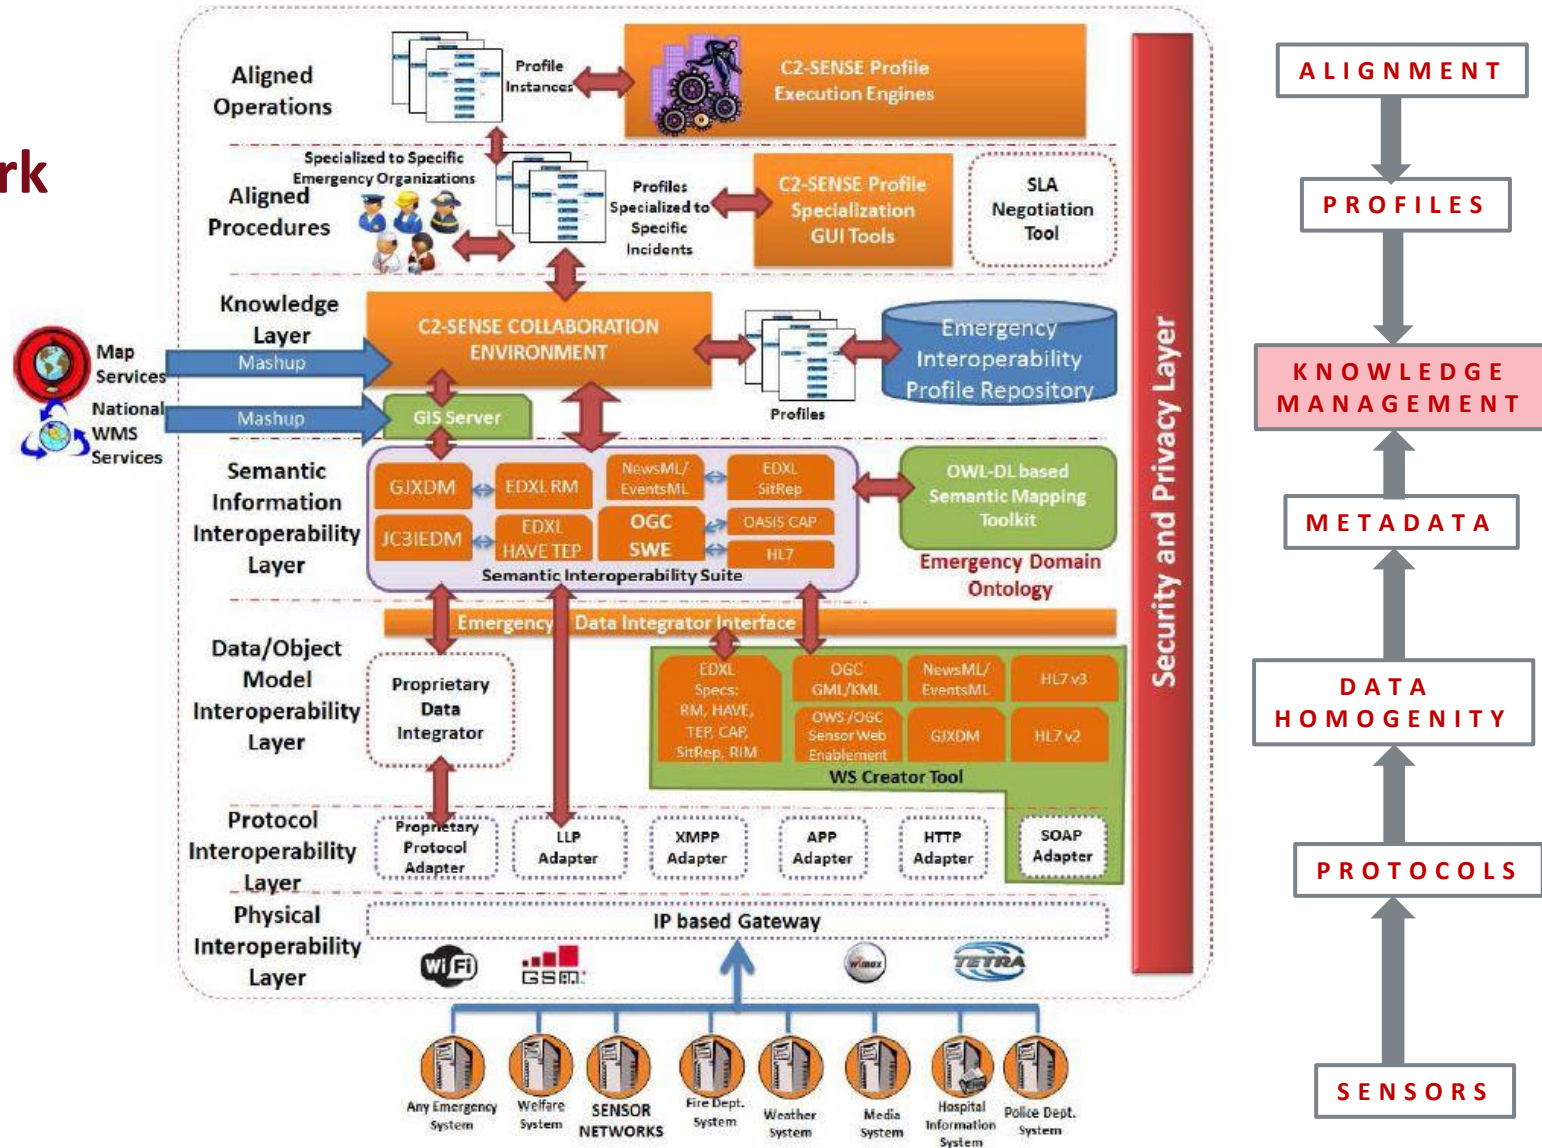 rk
Aligned
Operations
Profile
Instances
C2-SENSE Profile
Execution Engines
Aligned
Procedures
Specialized to Specific
Emergency Organizations
Profiles
Specialized to
Specific
Incidents
C2-SENSE Profile
Specialization
GUI Tools
SLA
Negotiation
Tool
Knowledge
Layer
Map
Services
Mashup
C2-SENSE COLLABORATION
ENVIRONMENT
Profiles
Emergency
Interoperability
Profile Repository
National
WMS
Services
Mashup
GIS Server
Semantic
Information
Interoperability
Layer
GJXDM
EDXL RM
NewsML/
EventsML
EDXL
SitRep
JC3IEDM
EDXL
HAVE TEP
OGC
SWE
OASIS CAP
HL7
Semantic Interoperability Suite
OWL-DL based
Semantic Mapping
Toolkit
Emergency Domain
Ontology
Data/Object
Model
Interoperability
Layer
Emergency Data Integrator Interface
Proprietary
Data
Integrator
EDXL
Specs:
RM, HAVE,
TEP, CAP,
SitRep, RIM
OGC
GML/KML
NewsML/
EventsML
HL7 v3
OWS /OGC
Sensor Web
Enablement
GJXDM
HL7 v2
WS Creator Tool
Protocol
Interoperability
Layer
Proprietary
Protocol
Adapter
LLP
Adapter
XMPP
Adapter
APP
Adapter
HTTP
Adapter
SOAP
Adapter
Physical
Interoperability
Layer
IP based Gateway
WiFi
GSM
wimax
TETRA
Any Emergency
System
Welfare
System
SENSOR
NETWORKS
Fire Dept.
System
Weather
System
Media
System
Hospital
Information
System
Police Dept.
System
Security and Privacy Layer
ALIGNMENT
PROFILES
KNOWLEDGE
MANAGEMENT
METADATA
DATA
HOMOGENITY
PROTOCOLS
SENSORS